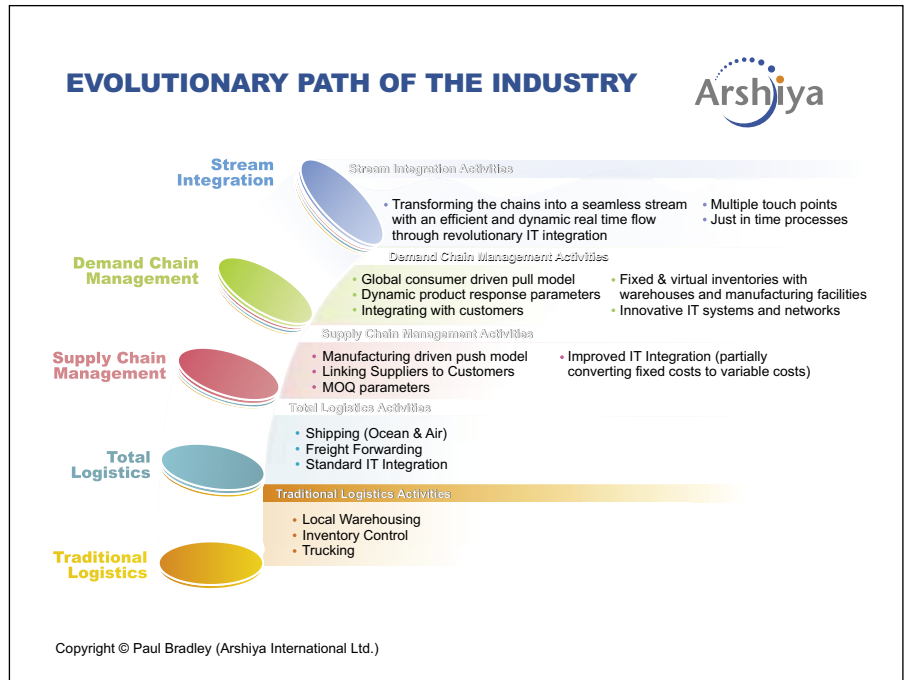 EVOLUTIONARY PATH OF THE INDUSTRY
Arshiya
Stream
Integration
Stream Integration Activities
• Transforming the chains into a seamless stream
with an efficient and dynamic real time flow
through revolutionary IT integration
• Multiple touch points
• Just in time processes
Demand Chain
Management
Demand Chain Management Activities
• Global consumer driven pull model
• Dynamic product response parameters
• Integrating with customers
• Fixed & virtual inventories with
warehouses and manufacturing facilities
• Innovative IT systems and networks
Supply Chain
Management
Supply Chain Management Activities
• Manufacturing driven push model
• Linking Suppliers to Customers
• MOQ parameters
• Improved IT Integration (partially
converting fixed costs to variable costs)
Total
Logistics
Total Logistics Activities
• Shipping (Ocean & Air)
• Freight Forwarding
• Standard IT Integration
Traditional
Logistics
Traditional Logistics Activities
• Local Warehousing
• Inventory Control
• Trucking
Copyright © Paul Bradley (Arshiya International Ltd.)